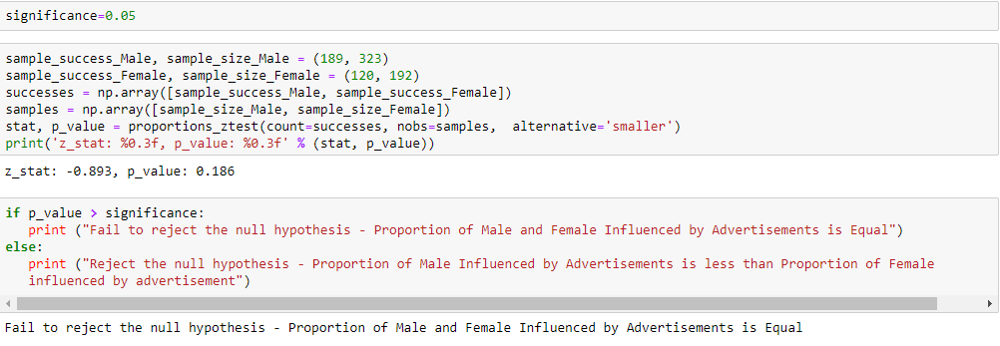 significance=0.05
sample_success_Male, sample_size_Male = (189, 323)
sample_success_Female, sample_size_Female = (120, 192)
successes = np.array([sample_success_Male, sample_success_Female])
samples = np.array([sample_size_Male, sample_size_Female])
stat, p_value = proportions_ztest(count=successes, nobs=samples,  alternative='smaller')
print('z_stat: %0.3f, p_value: %0.3f' % (stat, p_value))
z_stat: -0.893, p_value: 0.186
if p_value > significance:
   print ("Fail to reject the null hypothesis - Proportion of Male and Female Influenced by Advertisements is Equal")
else:
   print ("Reject the null hypothesis - Proportion of Male Influenced by Advertisements is less than Proportion of Female
   influenced by advertisement")
Fail to reject the null hypothesis - Proportion of Male and Female Influenced by Advertisements is Equal